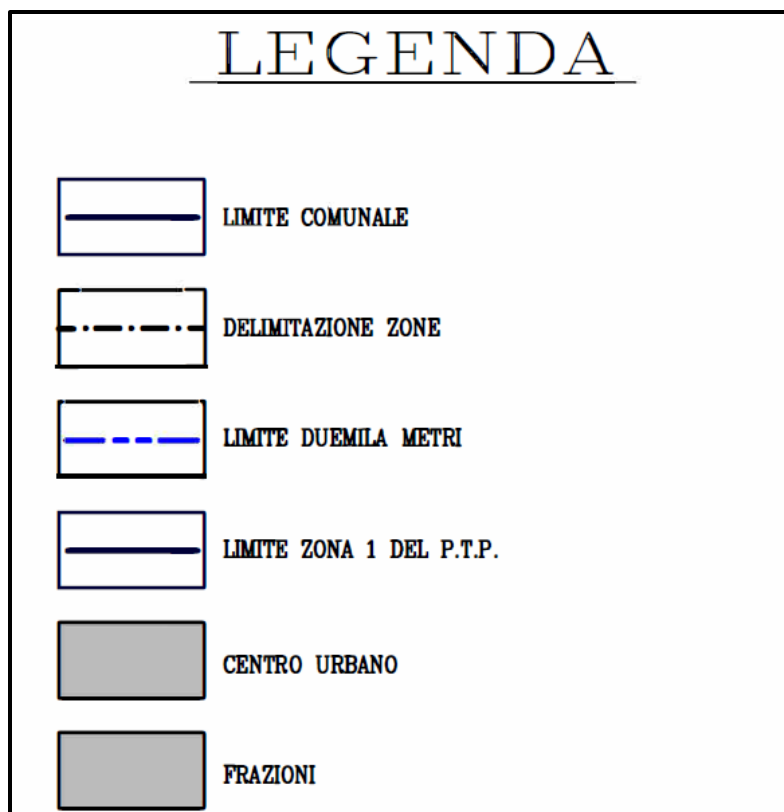 LEGENDA
LIMITE COMUNALE
DELIMITAZIONE ZONE
LIMITE DUEMILA METRI
LIMITE ZONA 1 DEL P.T.P.
CENTRO URBANO
FRAZIONI